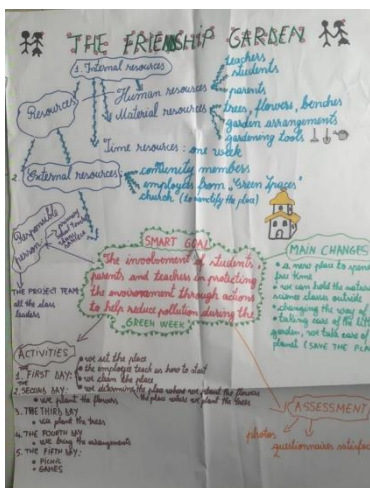 THE FRIENDSHIP GARDEN
1. Internal resources
Resources
Human resources
teachers
students
parents
Material resources
trees, flowers, benches
garden arrangements
gardening tools
Time resources: one week
2. External resources:
community members
employees from "Green Spaces"
church (to sanctify the place)
Responsible
person
school
teacher
SMART GOAL
The involvement of students
parents and teachers in protecting
the environment through actions
to help reduce pollution during the
GREEN WEEK
MAIN CHANGES
a new place to spend
free time
we can hold the
science classes outside
changing the way of
taking care of the
garden, we take care of
planet (SAVE THE
THE PROJECT TEAM:
all the class
leaders
ACTIVITIES
1. FIRST DAY:
we set the place
the employee teach us how to start
we clean the place
2. SECOND DAY:
we determine the place where we plant the flowers
we plant the flowers
the place where we plant the trees
3. THE THIRD DAY
we plant the trees
4. THE FOURTH DAY
we bring the arrangements
5. THE FIFTH DAY:
PICNIC
GAMES
ASSESSMENT
photos
questionnaires